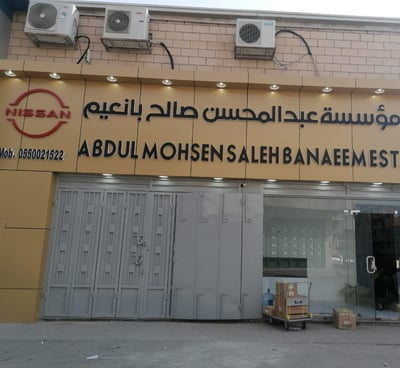 مؤسسة عبدالمحسن صالح بانعيم
NISSAN
Mob. 0550021522
ABDULMOHSENSALEHBANAEEMEST